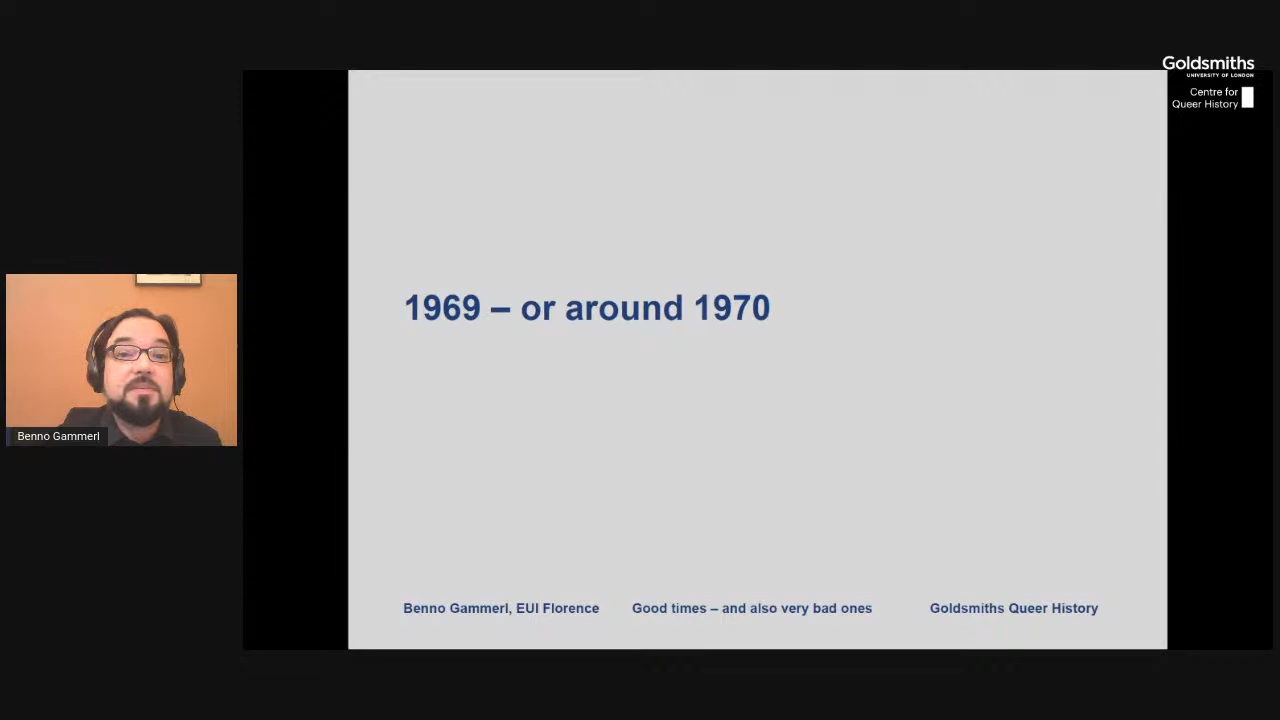 Goldsmiths
UNIVERSITY OF LONDON
Centre for
Queer History
1969 – or around 1970
Benno Gammerl
Benno Gammerl, EUI Florence
Good times – and also very bad ones
Goldsmiths Queer History